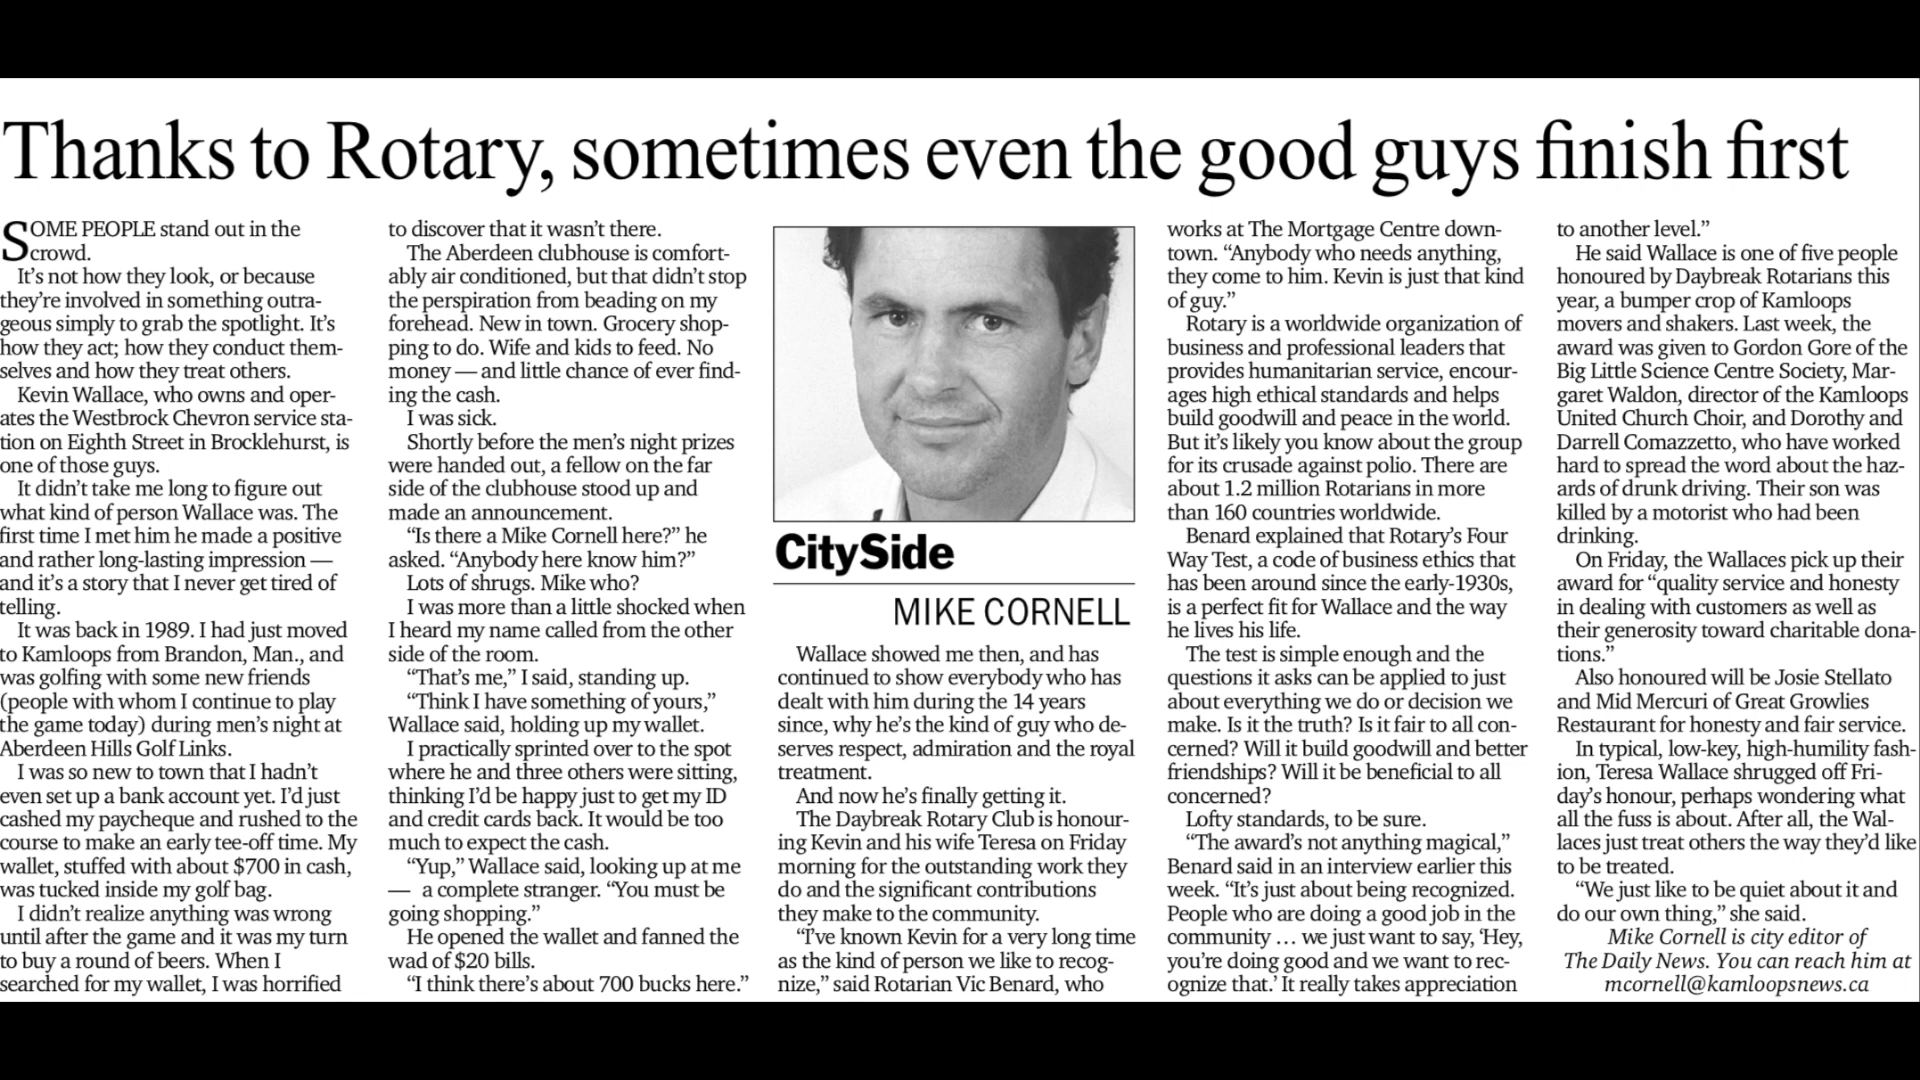 Thanks to Rotary, sometimes even the good guys finish first
SOME PEOPLE stand out in the
crowd.
It's not how they look, or because
they're involved in something outra-
geous simply to grab the spotlight. It's
how they act; how they conduct them-
selves and how they treat others.
Kevin Wallace, who owns and oper-
ates the Westbrock Chevron service sta-
tion on Eighth Street in Brocklehurst, is
one of those guys.
It didn't take me long to figure out
what kind of person Wallace was. The
first time I met him he made a positive
and rather long-lasting impression —
and it's a story that I never get tired of
telling.
It was back in 1989. I had just moved
to Kamloops from Brandon, Man., and
was golfing with some new friends
(people with whom I continue to play
the game today) during men's night at
Aberdeen Hills Golf Links.
I was so new to town that I hadn't
even set up a bank account yet. I'd just
cashed my paycheque and rushed to the
course to make an early tee-off time. My
wallet, stuffed with about $700 in cash,
was tucked inside my golf bag.
I didn't realize anything was wrong
until after the game and it was my turn
to buy a round of beers. When I
searched for my wallet, I was horrified
to discover that it wasn't there.
The Aberdeen clubhouse is comfort-
ably air conditioned, but that didn't stop
the perspiration from beading on my
forehead. New in town. Grocery shop-
ping to do. Wife and kids to feed. No
money — and little chance of ever find-
ing the cash.
I was sick.
Shortly before the men's night prizes
were handed out, a fellow on the far
side of the clubhouse stood up and
made an announcement.
"Is there a Mike Cornell here?" he
asked. "Anybody here know him?"
Lots of shrugs. Mike who?
I was more than a little shocked when
I heard my name called from the other
side of the room.
"That's me," I said, standing up.
"Think I have something of yours,"
Wallace said, holding up my wallet.
I practically sprinted over to the spot
where he and three others were sitting,
thinking I'd be happy just to get my ID
and credit cards back. It would be too
much to expect the cash.
"Yup," Wallace said, looking up at me
— a complete stranger. "You must be
going shopping."
He opened the wallet and fanned the
wad of $20 bills.
"I think there's about 700 bucks here."
CitySide
MIKE CORNELL
Wallace showed me then, and has
continued to show everybody who has
dealt with him during the 14 years
since, why he's the kind of guy who de-
serves respect, admiration and the royal
treatment.
And now he's finally getting it.
The Daybreak Rotary Club is honour-
ing Kevin and his wife Teresa on Friday
morning for the outstanding work they
do and the significant contributions
they make to the community.
"I've known Kevin for a very long time
as the kind of person we like to recog-
nize," said Rotarian Vic Benard, who
works at The Mortgage Centre down-
town. "Anybody who needs anything,
they come to him. Kevin is just that kind
of guy."
Rotary is a worldwide organization of
business and professional leaders that
provides humanitarian service, encour-
ages high ethical standards and helps
build goodwill and peace in the world.
But it's likely you know about the group
for its crusade against polio. There are
about 1.2 million Rotarians in more
than 160 countries worldwide.
Benard explained that Rotary's Four
Way Test, a code of business ethics that
has been around since the early-1930s,
is a perfect fit for Wallace and the way
he lives his life.
The test is simple enough and the
questions it asks can be applied to just
about everything we do or decision we
make. Is it the truth? Is it fair to all con-
cerned? Will it build goodwill and better
friendships? Will it be beneficial to all
concerned?
Lofty standards, to be sure.
"The award's not anything magical,"
Benard said in an interview earlier this
week. "It's just about being recognized.
People who are doing a good job in the
community … we just want to say, 'Hey,
you're doing good and we want to rec-
ognize that.' It really takes appreciation
to another level."
He said Wallace is one of five people
honoured by Daybreak Rotarians this
year, a bumper crop of Kamloops
movers and shakers. Last week, the
award was given to Gordon Gore of the
Big Little Science Centre Society, Mar-
garet Waldon, director of the Kamloops
United Church Choir, and Dorothy and
Darrell Comazzetto, who have worked
hard to spread the word about the haz-
ards of drunk driving. Their son was
killed by a motorist who had been
drinking.
On Friday, the Wallaces pick up their
award for "quality service and honesty
in dealing with customers as well as
their generosity toward charitable dona-
tions."
Also honoured will be Josie Stellato
and Mid Mercuri of Great Growlies
Restaurant for honesty and fair service.
In typical, low-key, high-humility fash-
ion, Teresa Wallace shrugged off Fri-
day's honour, perhaps wondering what
all the fuss is about. After all, the Wal-
laces just treat others the way they'd like
to be treated.
"We just like to be quiet about it and
do our own thing," she said.
Mike Cornell is city editor of
The Daily News. You can reach him at
mcornell@kamloopsnews.ca